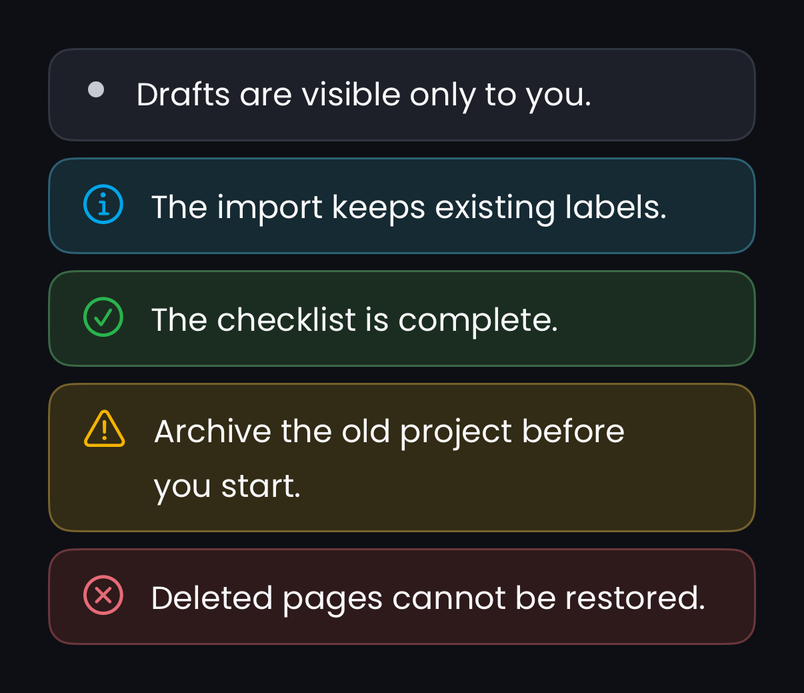 Drafts are visible only to you.
The import keeps existing labels.
The checklist is complete.
Archive the old project before
you start.
Deleted pages cannot be restored.